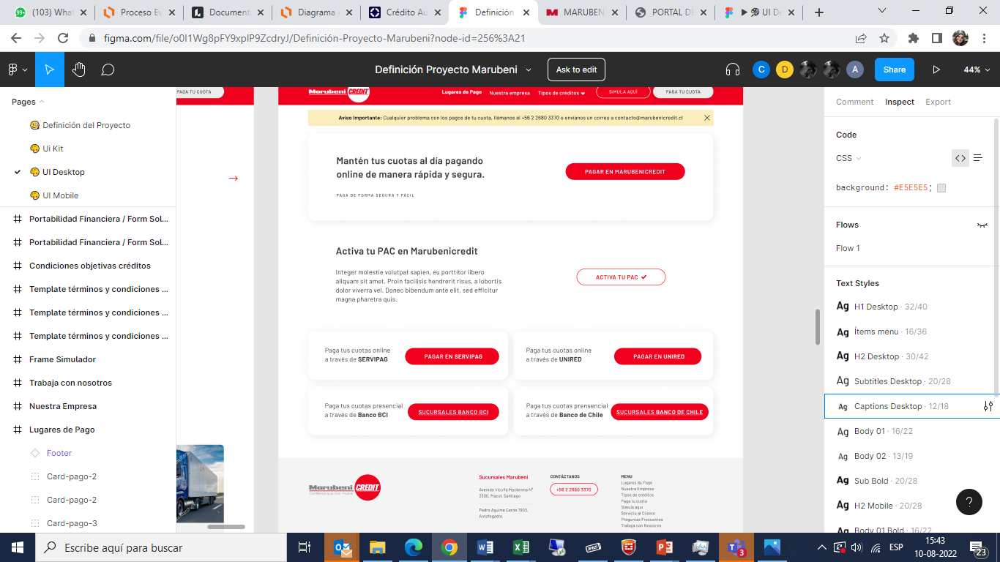 (103) What
Proceso Ev
Document
Diagrama
Crédito Au
Definición
MARUBEN
PORTAL DE
UI De
figma.com/file/o0I1Wg8pFY9xpIP9ZcdryJ/Definición-Proyecto-Marubeni?node-id=256%3A21
Definición Proyecto Marubeni
Ask to edit
C
D
A
Share
44%
Pages
Definición del Proyecto
Ui Kit
UI Desktop
UI Mobile
Portabilidad Financiera / Form Sol...
Portabilidad Financiera / Form Sol...
Condiciones objetivas créditos
Template términos y condiciones ...
Template términos y condiciones ...
Template términos y condiciones ...
Frame Simulador
Trabaja con nosotros
Nuestra Empresa
Lugares de Pago
Footer
Card-pago-2
Card-pago-2
Card-pago-3
PAGA TU CUOTA
Marubeni CREDIT
Lugares de Pago
Nuestra empresa
Tipos de créditos
SIMULA AQUÍ
PAGA TU CUOTA
Aviso Importante: Cualquier problema con los pagos de tu cuota, llámanos al +56 2 2680 3370 o envíanos un correo a contacto@marubenicredit.cl
Mantén tus cuotas al día pagando
online de manera rápida y segura.
PAGA DE FORMA SEGURA Y FÁCIL
PAGAR EN MARUBENICREDIT
Activa tu PAC en Marubenicredit
Integer molestie volutpat sapien, eu porttitor libero
aliquam sit amet. Proin facilisis hendrerit risus, a lobortis
dolor viverra vel. Donec bibendum ante elit, sed efficitur
magna pharetra quis.
ACTIVA TU PAC
Paga tus cuotas online
a través de SERVIPAG
PAGAR EN SERVIPAG
Paga tus cuotas online
a través de UNIRED
PAGAR EN UNIRED
Paga tus cuotas presencial
a través de Banco BCI
SUCURSALES BANCO BCI
Paga tus cuotas prensencial
a través de Banco de Chile
SUCURSALES BANCO DE CHILE
Marubeni CREDIT
Sucursales Marubeni
Avenida Vicuña Mackenna N°
3300, Macul, Santiago
Pedro Aguirre Cerda 7903,
Antofagasta
CONTÁCTANOS
+56 2 2680 3370
MENU
Lugares de Pago
Nuestra Empresa
Tipos de créditos
Paga tu cuota
Simula aquí
Servicio al Cliente
Preguntas Frecuentes
Trabaja con Nosotros
Comment
Inspect
Export
Code
CSS
background: #E5E5E5;
Flows
Flow 1
Text Styles
Ag H1 Desktop · 32/40
Ag Ítems menu · 16/36
Ag H2 Desktop · 30/42
Ag Subtitles Desktop · 20/28
Ag Captions Desktop · 12/18
Ag Body 01 · 16/22
Ag Body 02 · 13/19
Ag Sub Bold · 20/28
Ag H2 Mobile · 20/28
Ag Body 01 Bold · 16/22
?
Escribe aquí para buscar
3
ESP
15:43
10-08-2022
23